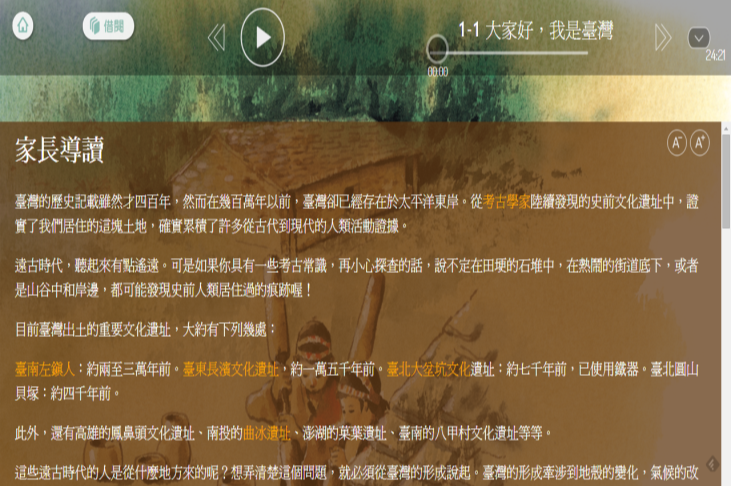 借閱
1-1 大家好，我是臺灣
00:00
24:21
家長導讀
A- A+
臺灣的歷史記載雖然才四百年，然而在幾百萬年以前，臺灣卻已經存在於太平洋東岸。從考古學家陸續發現的史前文化遺址中，證
實了我們居住的這塊土地，確實累積了許多從古代到現代的人類活動證據。
遠古時代，聽起來有點遙遠。可是如果你具有一些考古常識，再小心探查的話，說不定在田埂的石堆中，在熱鬧的街道底下，或者
是山谷中和岸邊，都可能發現史前人類居住過的痕跡喔！
目前臺灣出土的重要文化遺址，大約有下列幾處：
臺南左鎮人：約兩至三萬年前。臺東長濱文化遺址，約一萬五千年前。臺北大坌坑文化遺址：約七千年前，已使用鐵器。臺北圓山
貝塚：約四千年前。
此外，還有高雄的鳳鼻頭文化遺址、南投的曲冰遺址、澎湖的菓葉遺址、臺南的八甲村文化遺址等等。
這些遠古時代的人是從什麼地方來的呢？想弄清楚這個問題，就必須從臺灣的形成說起。臺灣的形成牽涉到地殼的變化，氣候的改